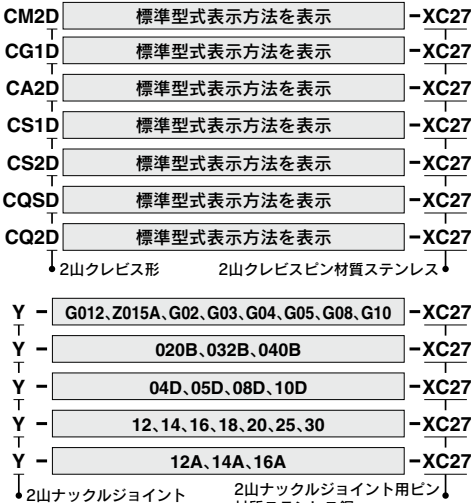 CM2D 標準型式表示方法を表示 -XC27
CG1D 標準型式表示方法を表示 -XC27
CA2D 標準型式表示方法を表示 -XC27
CS1D 標準型式表示方法を表示 -XC27
CS2D 標準型式表示方法を表示 -XC27
CQSD 標準型式表示方法を表示 -XC27
CQ2D 標準型式表示方法を表示 -XC27
2山クレビス形 2山クレビスピン材質ステンレス
Y - G012、Z015A、G02、G03、G04、G05、G08、G10 -XC27
Y - 020B、032B、040B -XC27
Y - 04D、05D、08D、10D -XC27
Y - 12、14、16、18、20、25、30 -XC27
Y - 12A、14A、16A -XC27
2山ナックルジョイント 2山ナックルジョイント用ピン
材質ステンレス鋼